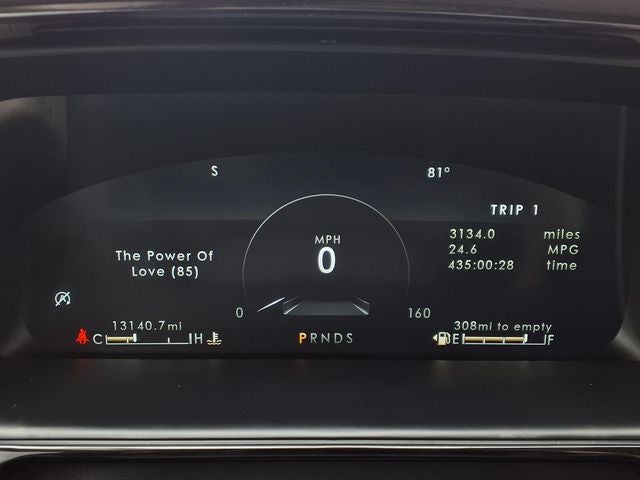 S
81°
TRIP 1
3134.0 miles
24.6 MPG
435:00:28 time
The Power Of
Love (85)
MPH
0
0
160
13140.7mi
308mi to empty
C H
PRNDS
E F